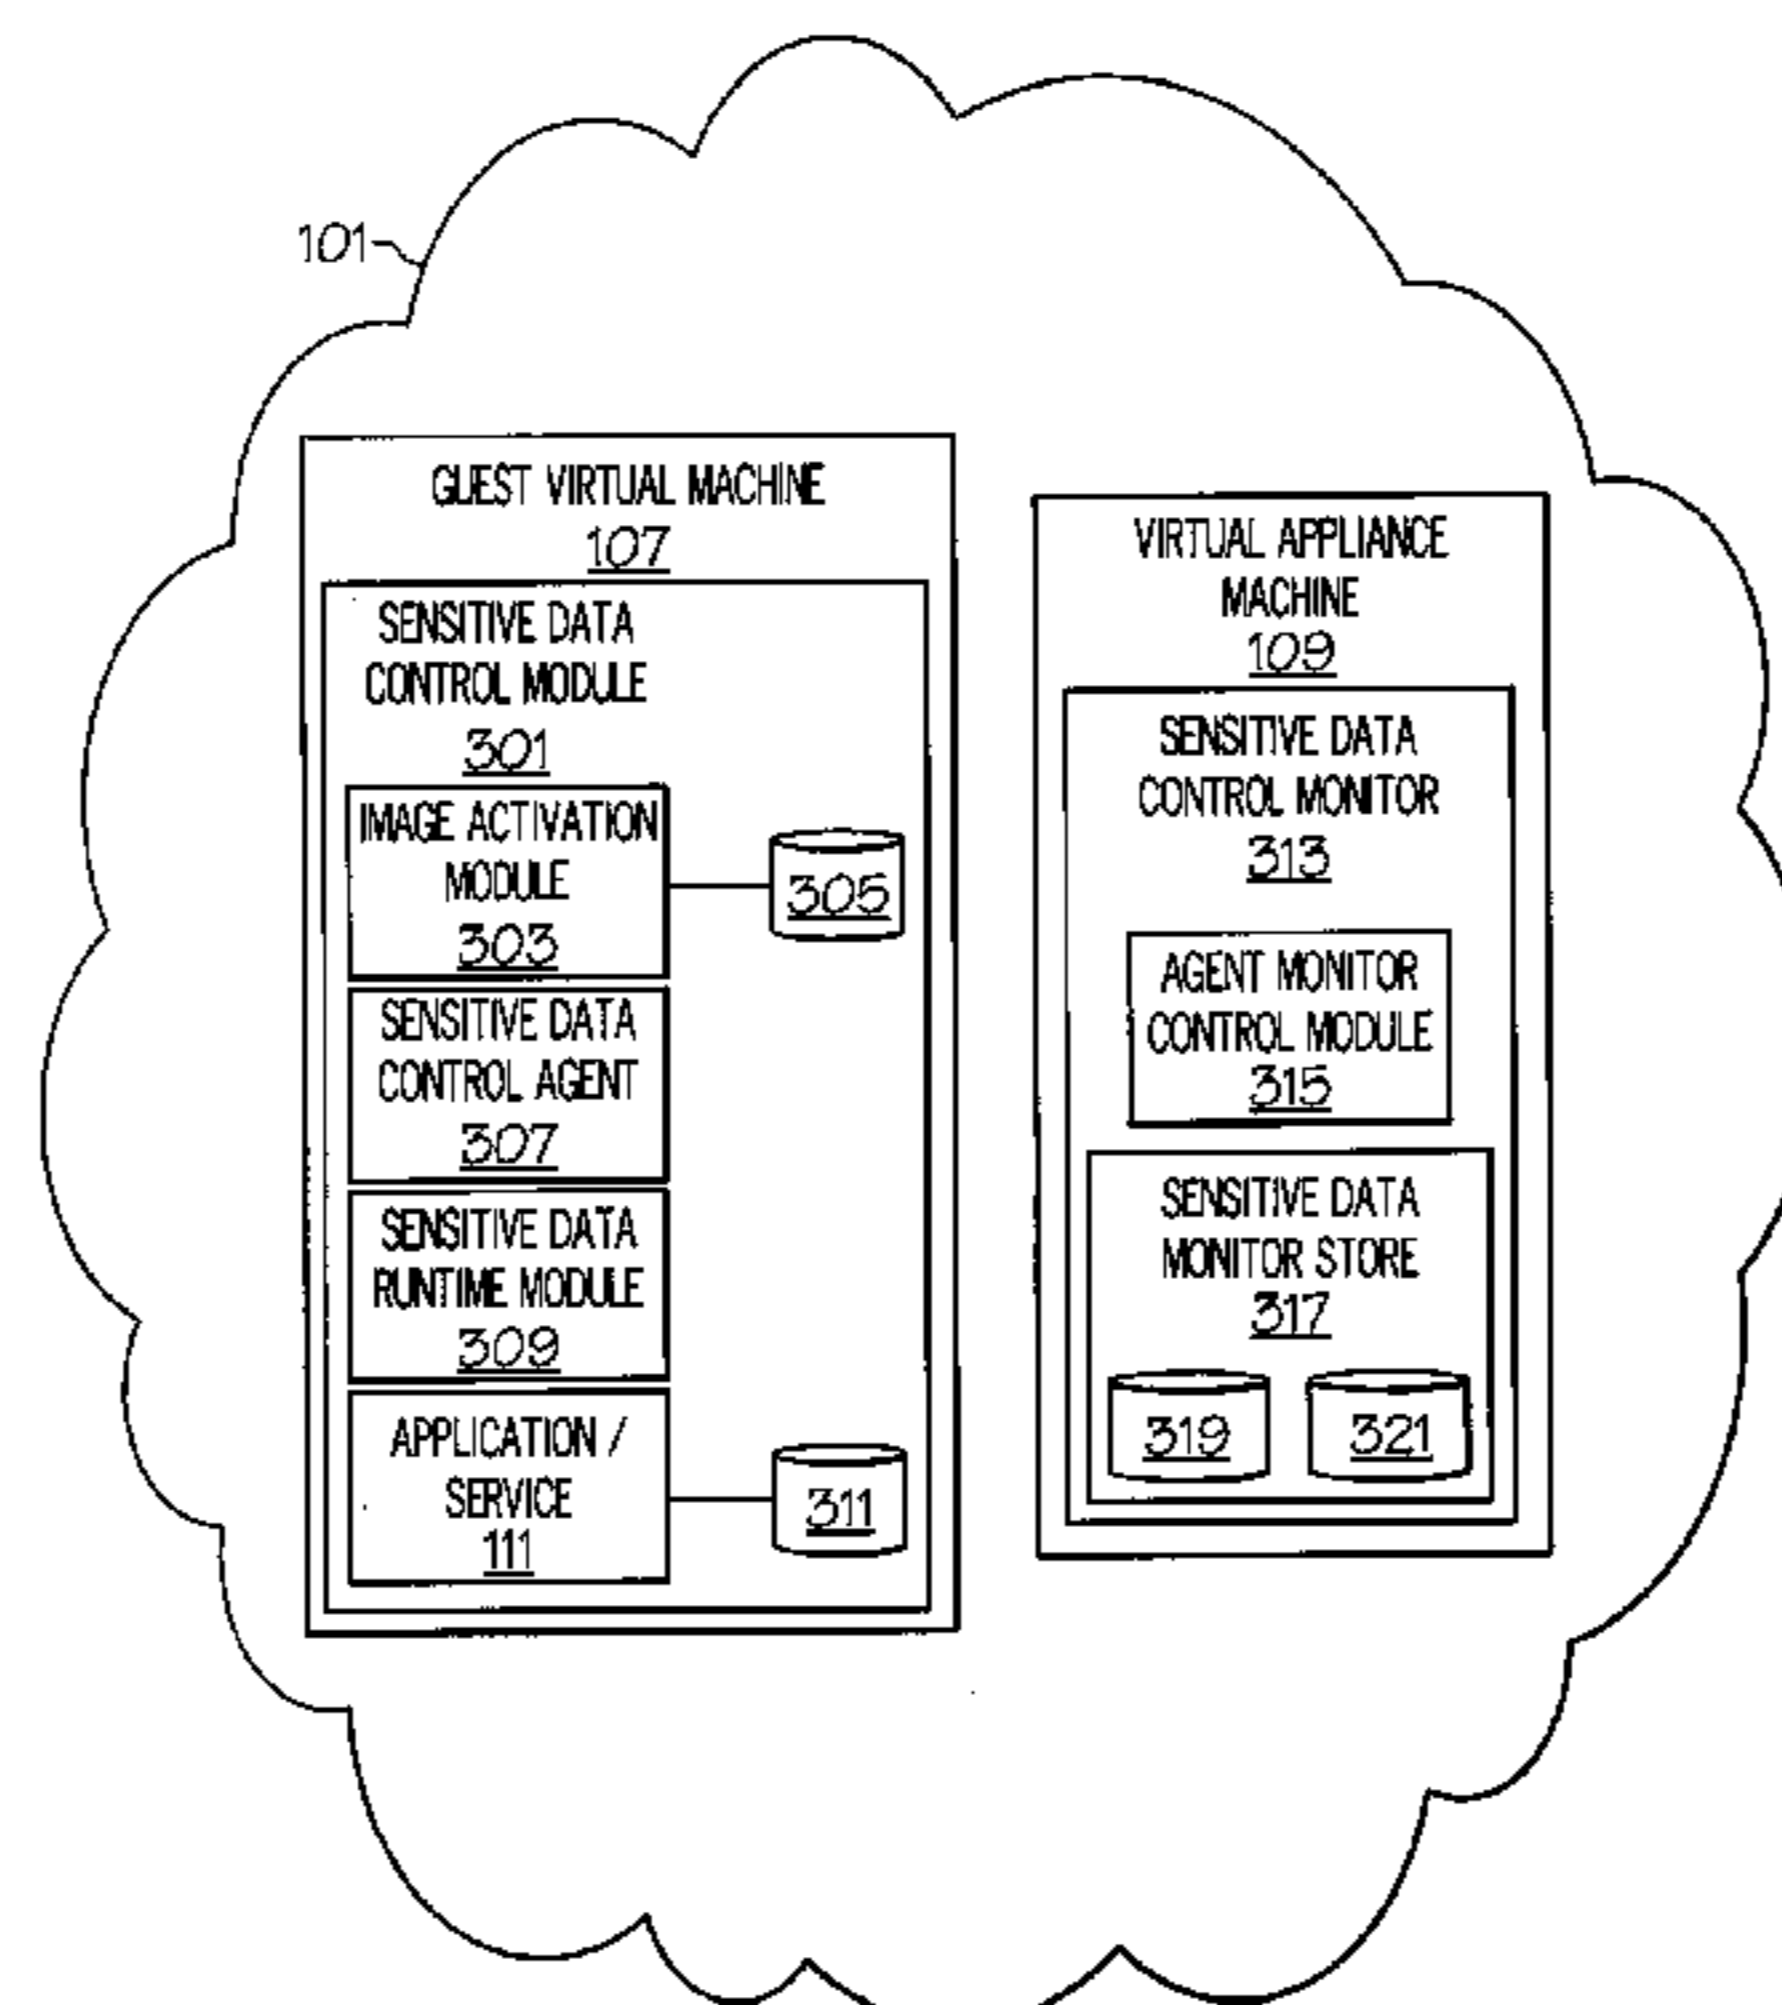 101
GUEST VIRTUAL MACHINE
107
SENSITIVE DATA
CONTROL MODULE
301
IMAGE ACTIVATION
MODULE
303
305
SENSITIVE DATA
CONTROL AGENT
307
SENSITIVE DATA
RUNTIME MODULE
309
APPLICATION /
SERVICE
111
311
VIRTUAL APPLIANCE
MACHINE
109
SENSITIVE DATA
CONTROL MONITOR
313
AGENT MONITOR
CONTROL MODULE
315
SENSITIVE DATA
MONITOR STORE
317
319
321